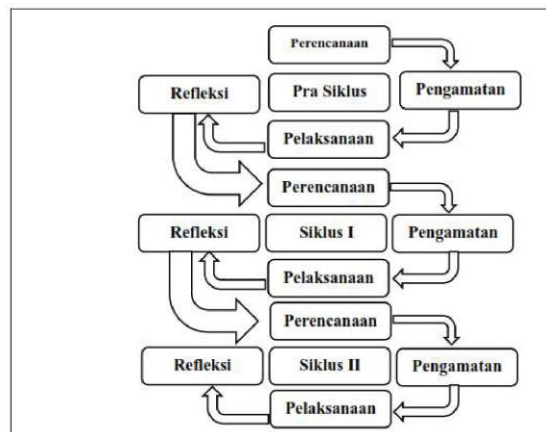 Perencanaan
Refleksi
Pra Siklus
Pengamatan
Pelaksanaan
Perencanaan
Refleksi
Siklus I
Pengamatan
Pelaksanaan
Perencanaan
Refleksi
Siklus II
Pengamatan
Pelaksanaan